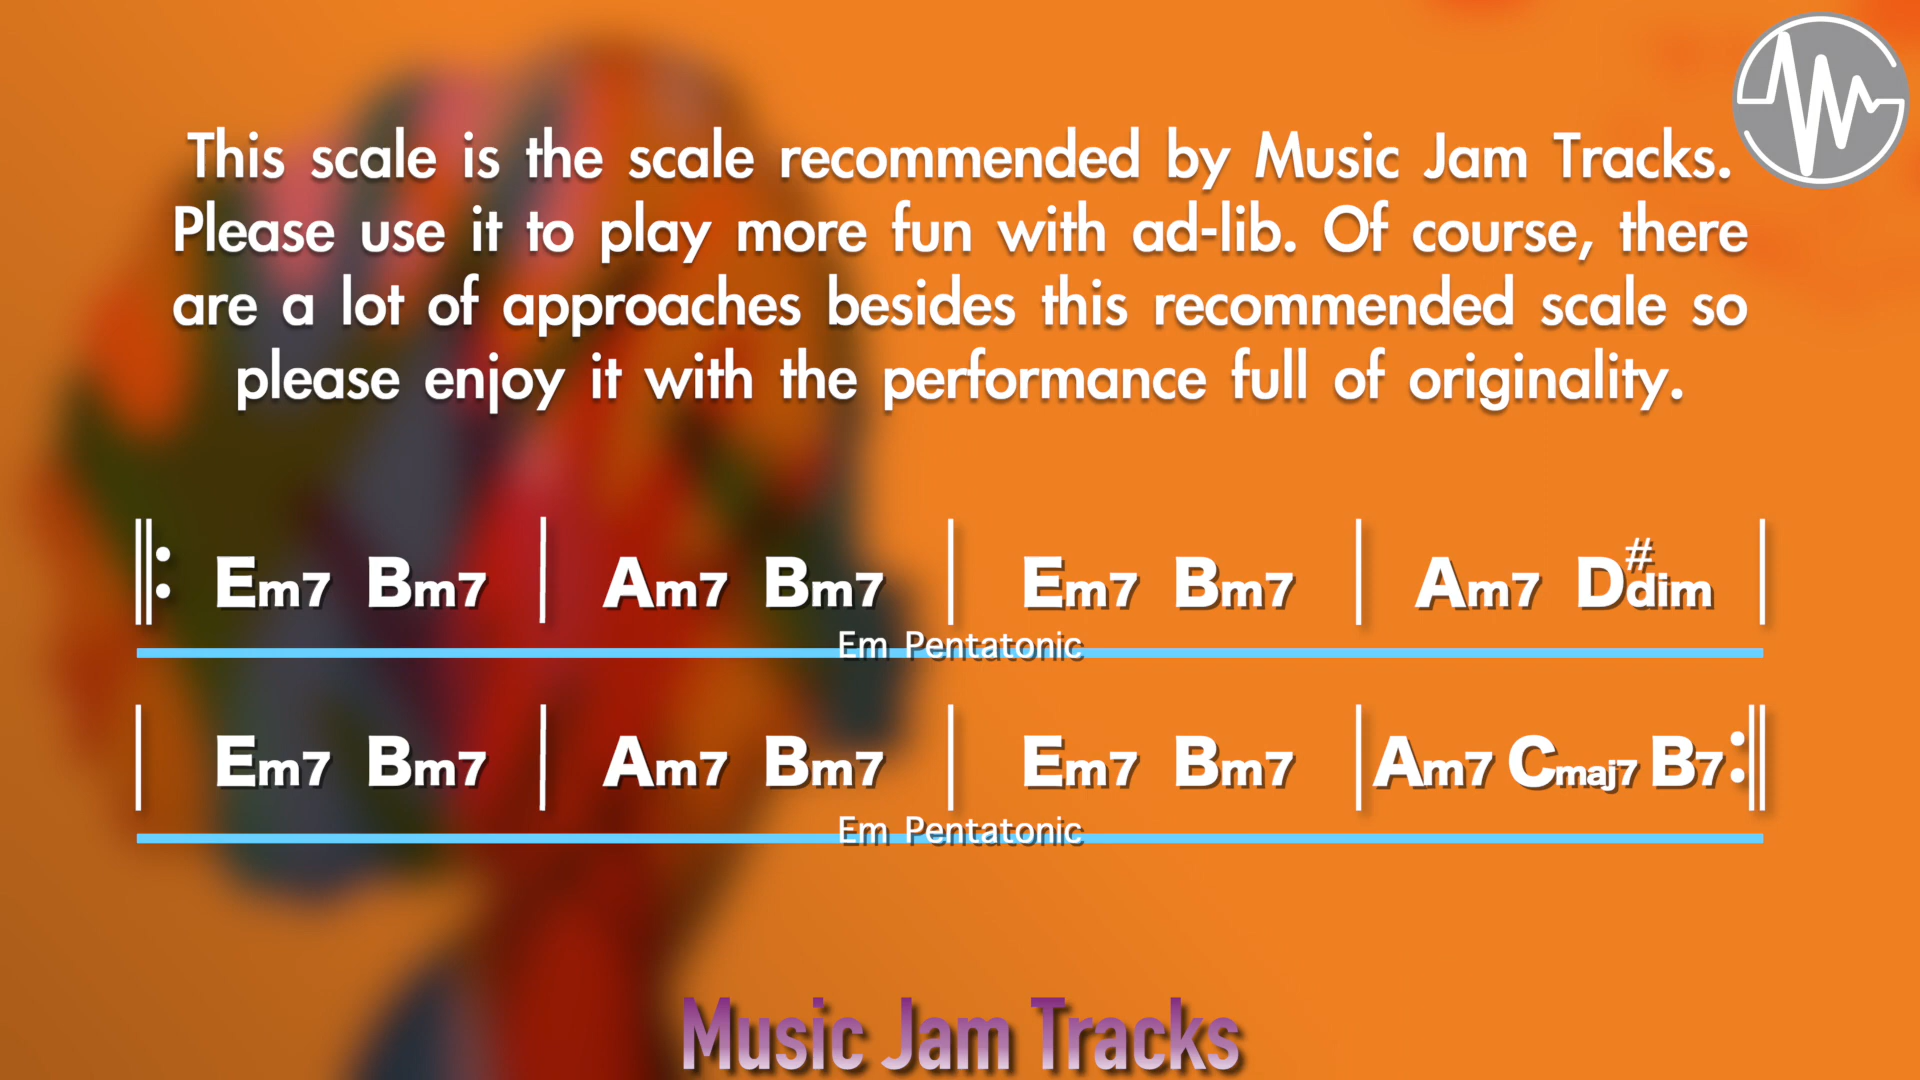 This scale is the scale recommended by Music Jam Tracks.
Please use it to play more fun with ad-lib. Of course, there
are a lot of approaches besides this recommended scale so
please enjoy it with the performance full of originality.
Em7 Bm7 Am7 Bm7 Em7 Bm7 Am7 D#dim
Em Pentatonic
Em7 Bm7 Am7 Bm7 Em7 Bm7 Am7 Cmaj7 B7
Em Pentatonic
Music Jam Tracks